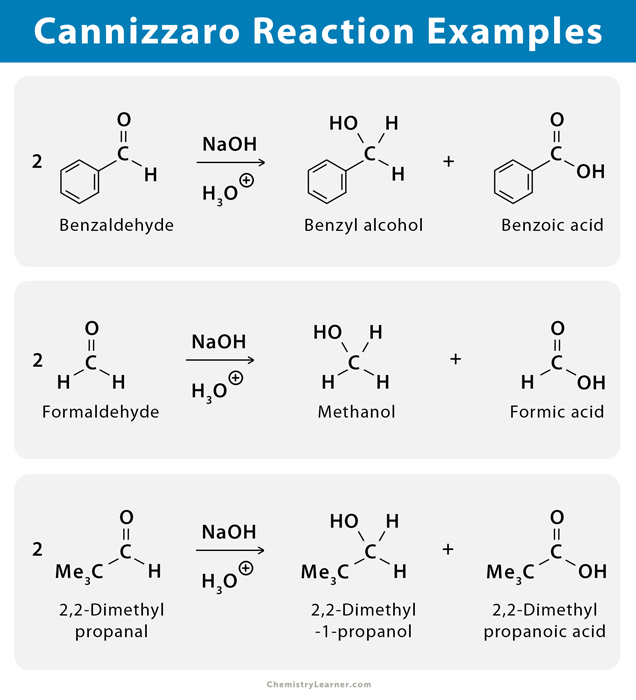 Cannizzaro Reaction Examples
O
HO H
O
NaOH
2
C
C
+
C
H
H
OH
H₃O⊕
Benzaldehyde
Benzyl alcohol
Benzoic acid
O
HO H
O
NaOH
2
C
C
+
C
H H
H H
H OH
H₃O⊕
Formaldehyde
Methanol
Formic acid
O
HO H
O
NaOH
2
C
C
+
C
Me₃C H
Me₃C H
Me₃C OH
H₃O⊕
2,2-Dimethyl
propanal
2,2-Dimethyl
-1-propanol
2,2-Dimethyl
propanoic acid
ChemistryLearner.com